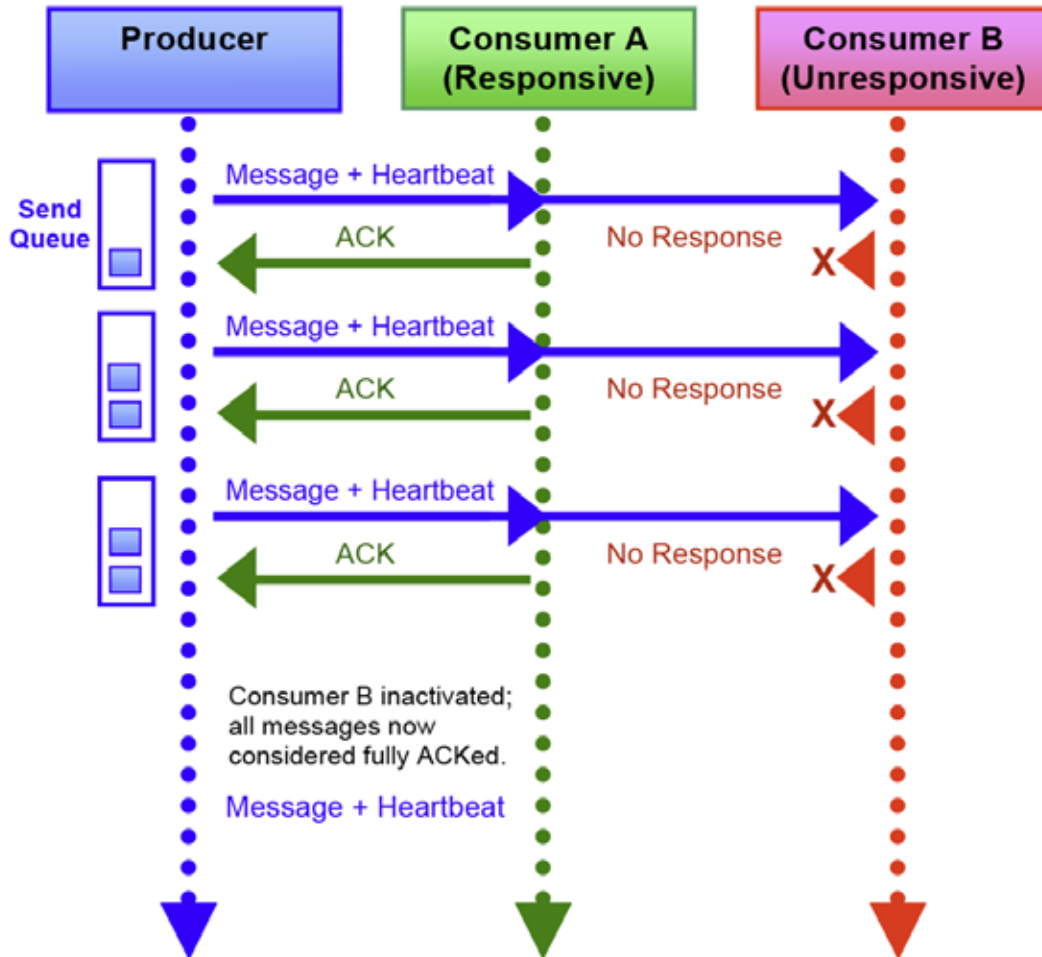 Producer
Consumer A
(Responsive)
Consumer B
(Unresponsive)
Send
Queue
Message + Heartbeat
ACK
No Response
X
Message + Heartbeat
ACK
No Response
X
Message + Heartbeat
ACK
No Response
X
Consumer B inactivated;
all messages now
considered fully ACKed.
Message + Heartbeat